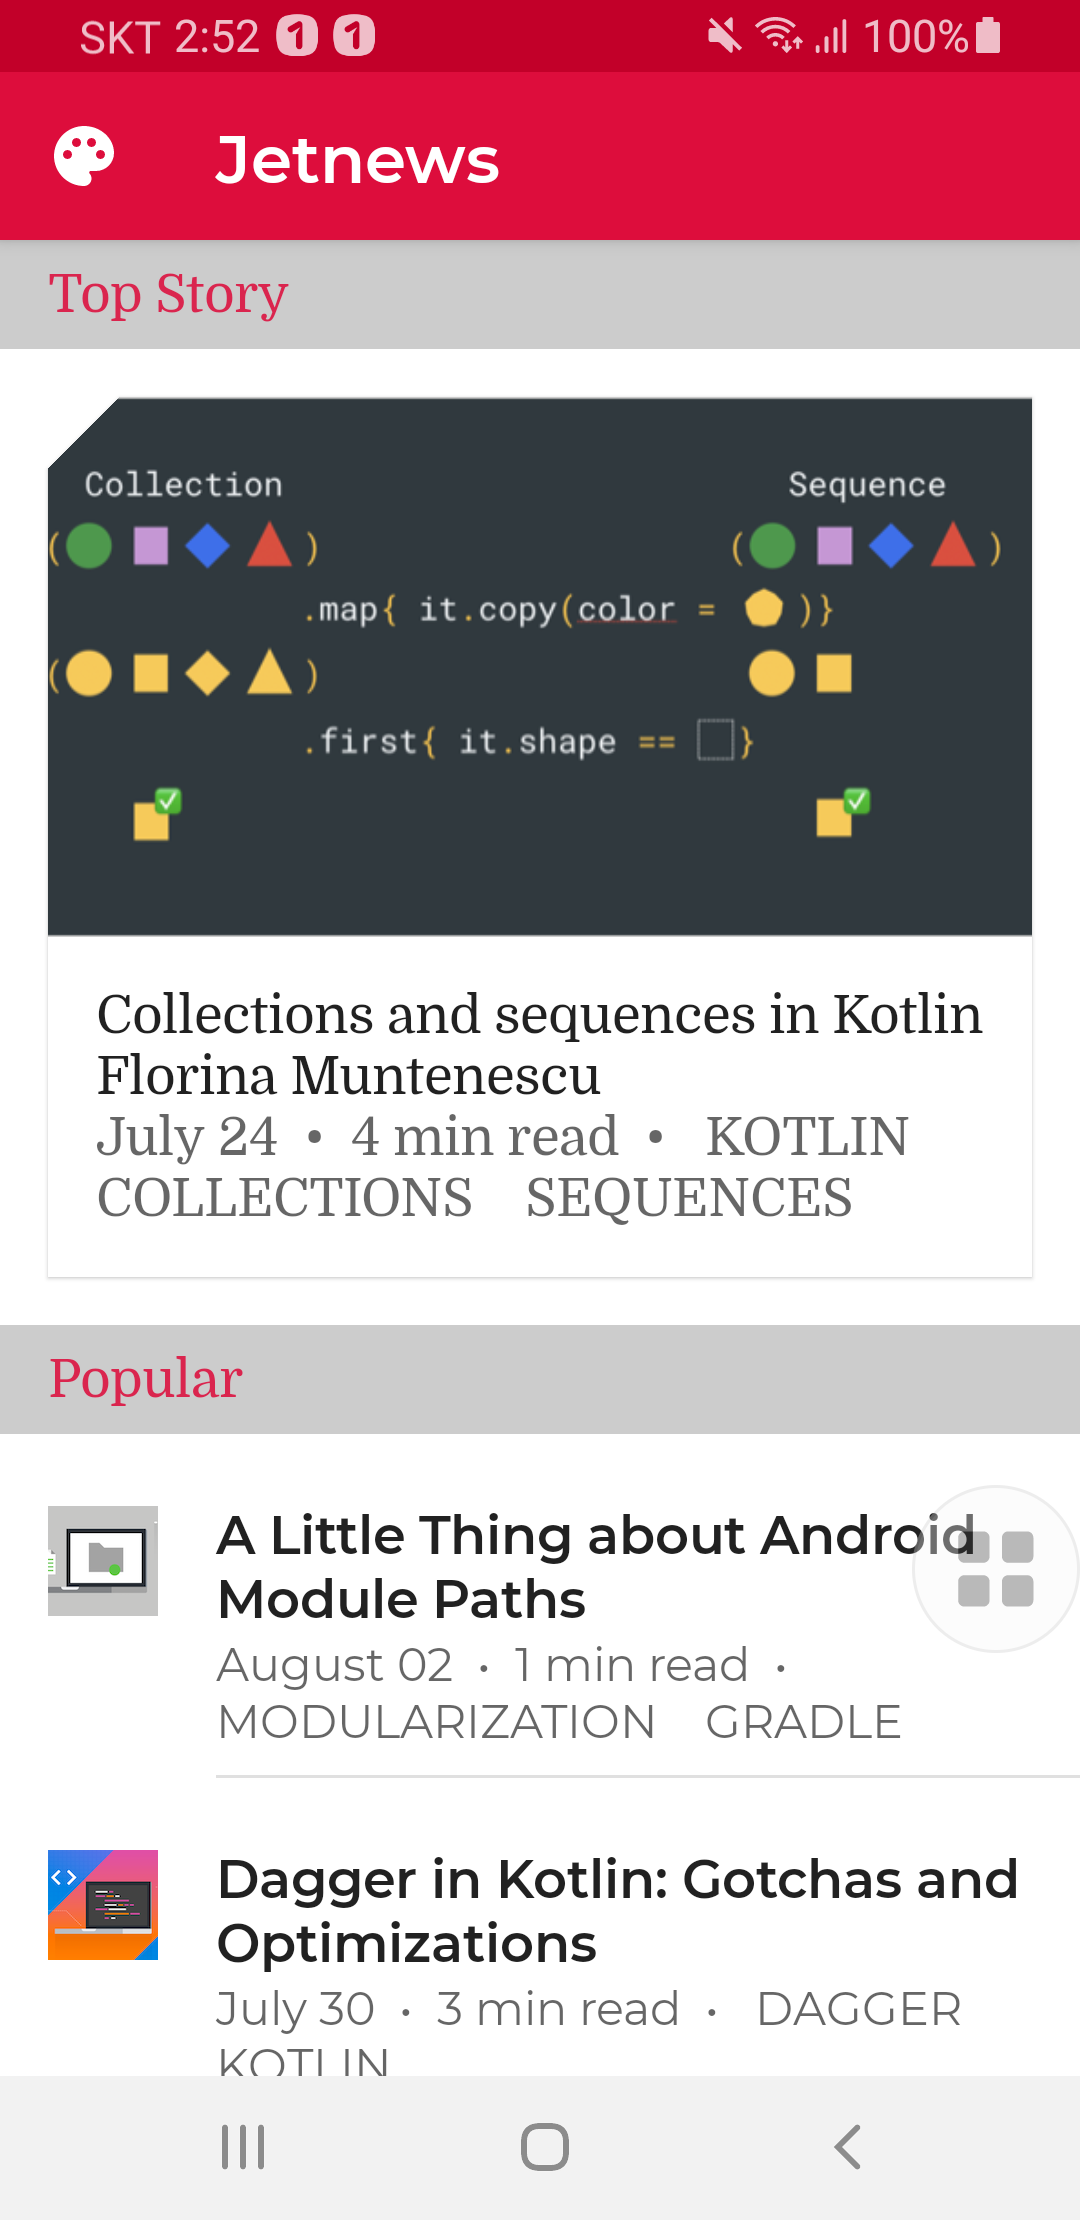 SKT 2:52 1 1 100%
Jetnews
Top Story
Collection Sequence
( ) ( )
.map{ it.copy(color = )}
( )
.first{ it.shape == }
Collections and sequences in Kotlin
Florina Muntenescu
July 24 • 4 min read • KOTLIN
COLLECTIONS SEQUENCES
Popular
A Little Thing about Android
Module Paths
August 02 • 1 min read •
MODULARIZATION GRADLE
Dagger in Kotlin: Gotchas and
Optimizations
July 30 • 3 min read • DAGGER
KOTLIN